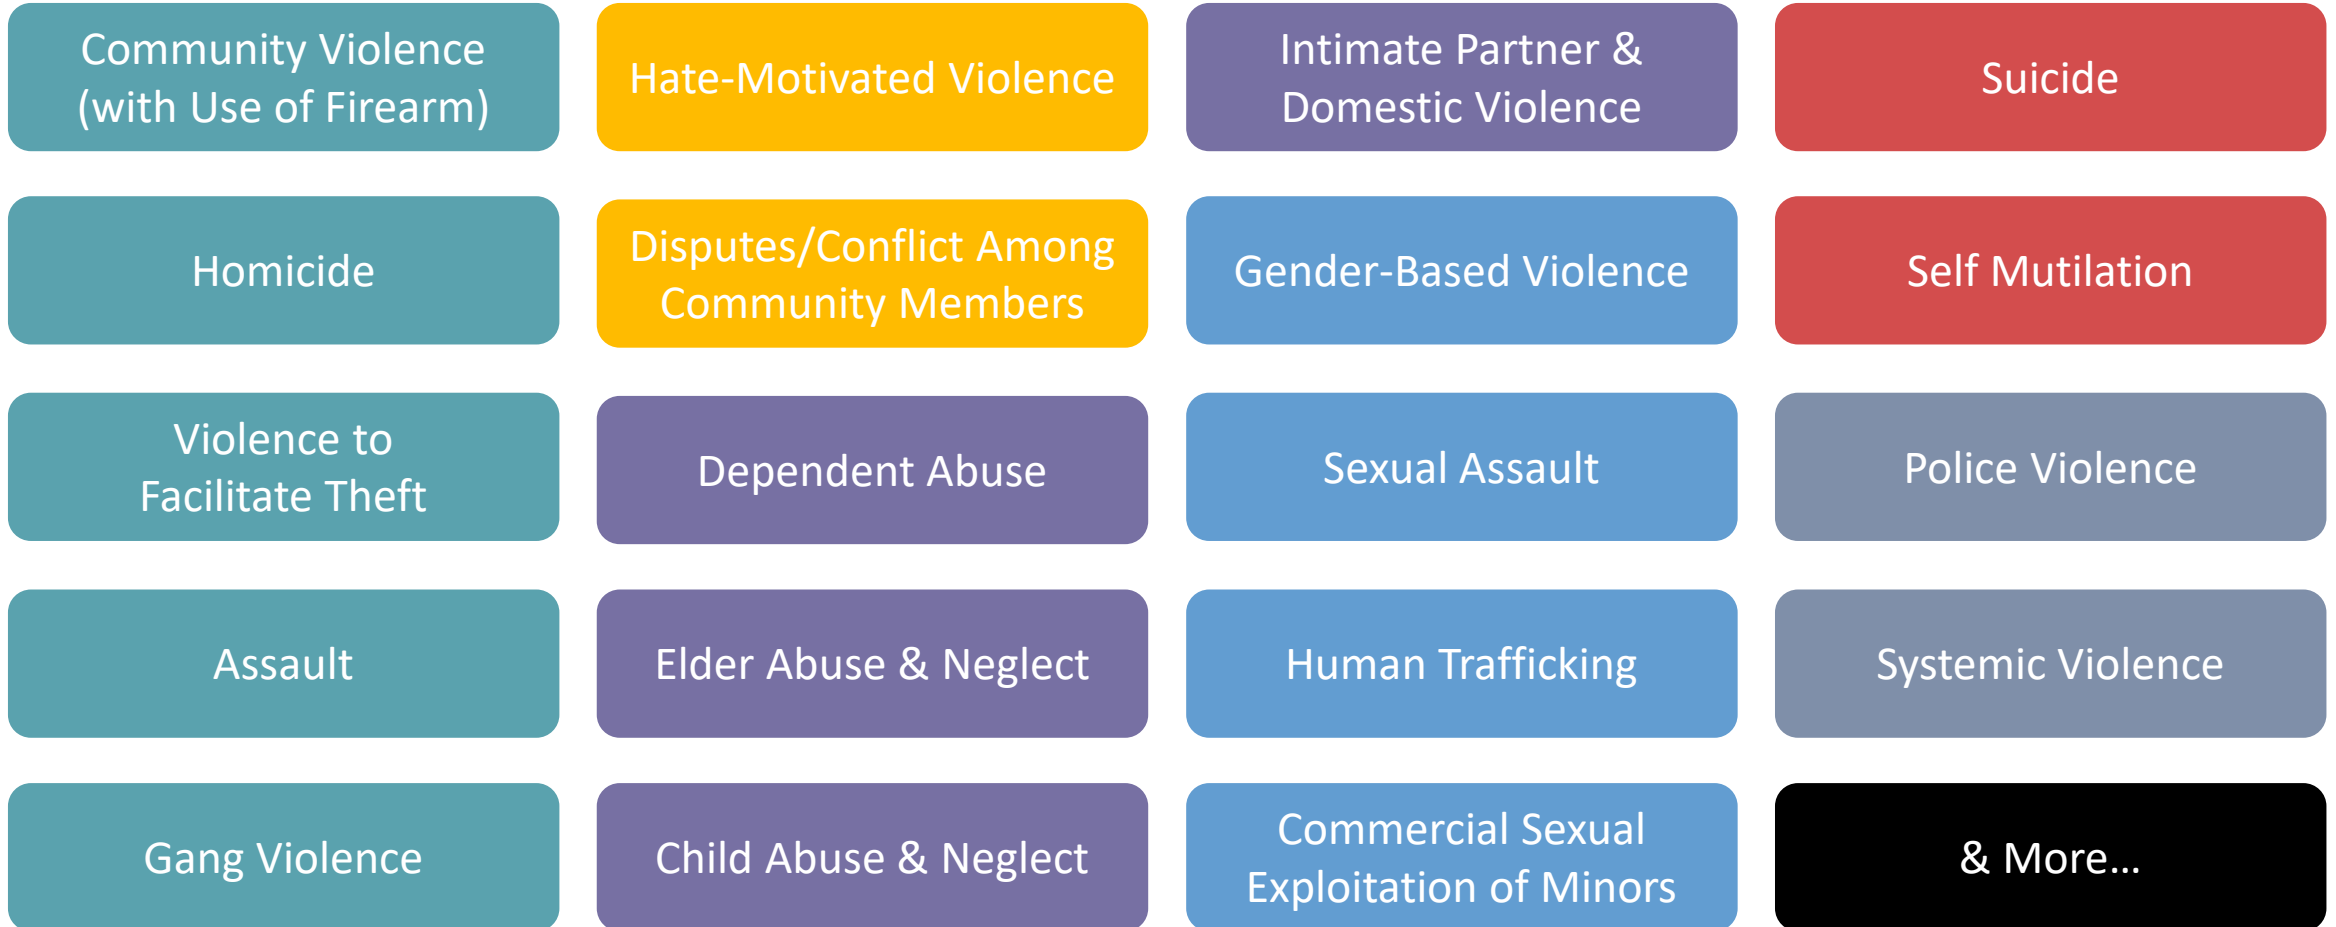 Community Violence
(with Use of Firearm)
Hate-Motivated Violence
Intimate Partner &
Domestic Violence
Suicide
Homicide
Disputes/Conflict Among
Community Members
Gender-Based Violence
Self Mutilation
Violence to
Facilitate Theft
Dependent Abuse
Sexual Assault
Police Violence
Assault
Elder Abuse & Neglect
Human Trafficking
Systemic Violence
Gang Violence
Child Abuse & Neglect
Commercial Sexual
Exploitation of Minors
& More…